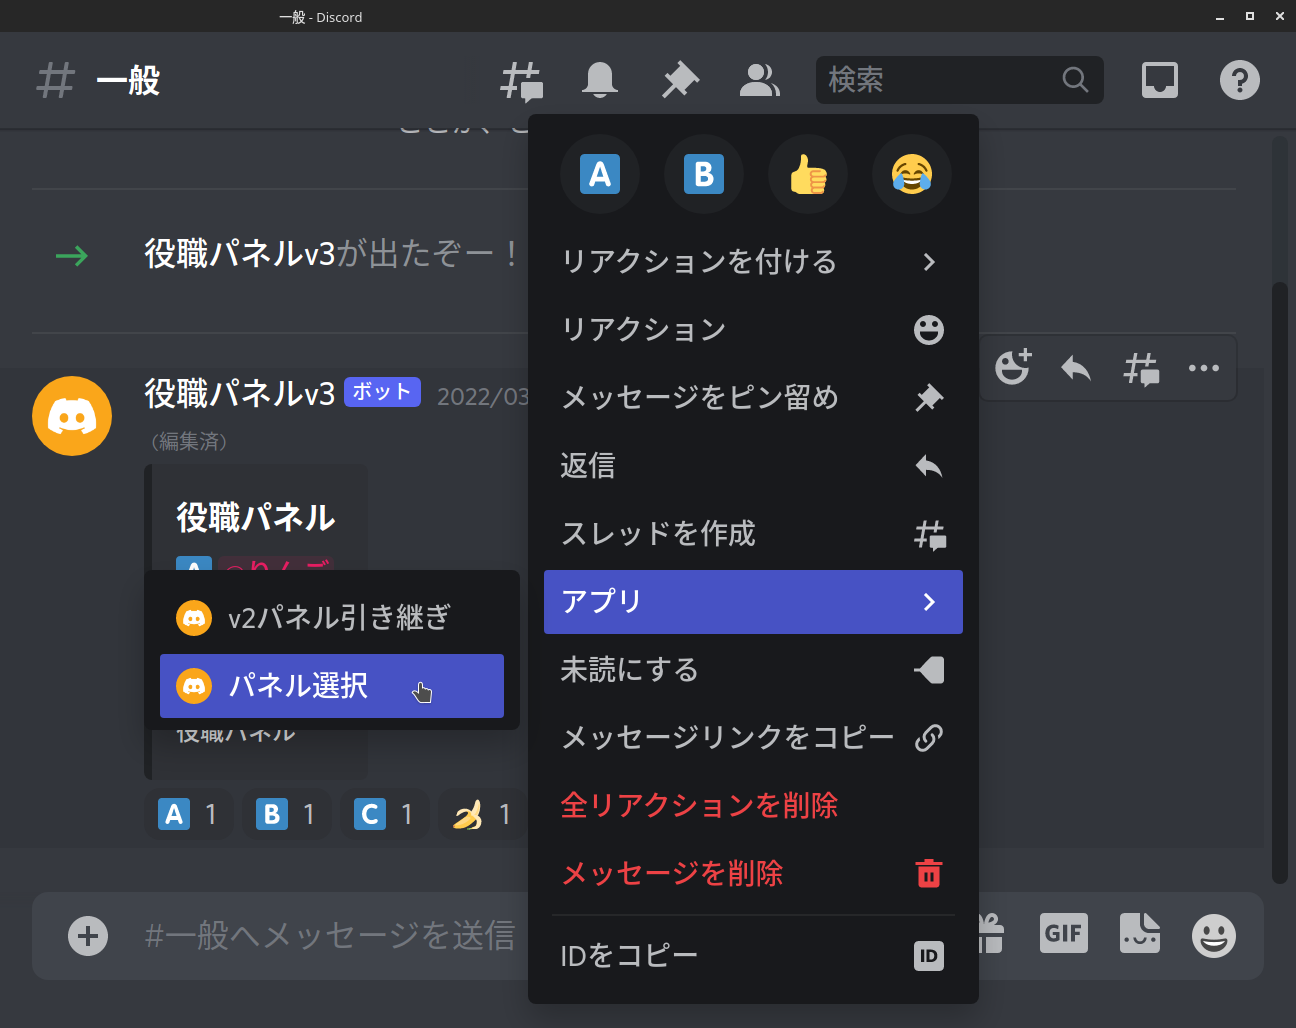 一般 - Discord
一般
検索
役職パネルv3が出たぞー！
役職パネルv3 ボット 2022/03
(編集済)
役職パネル
A @りんご
役職パネル
A 1 B 1 C 1 1
#一般へメッセージを送信
GIF
A B
リアクションを付ける
リアクション
メッセージをピン留め
返信
スレッドを作成
アプリ
未読にする
メッセージリンクをコピー
全リアクションを削除
メッセージを削除
IDをコピー ID
v2パネル引き継ぎ
パネル選択